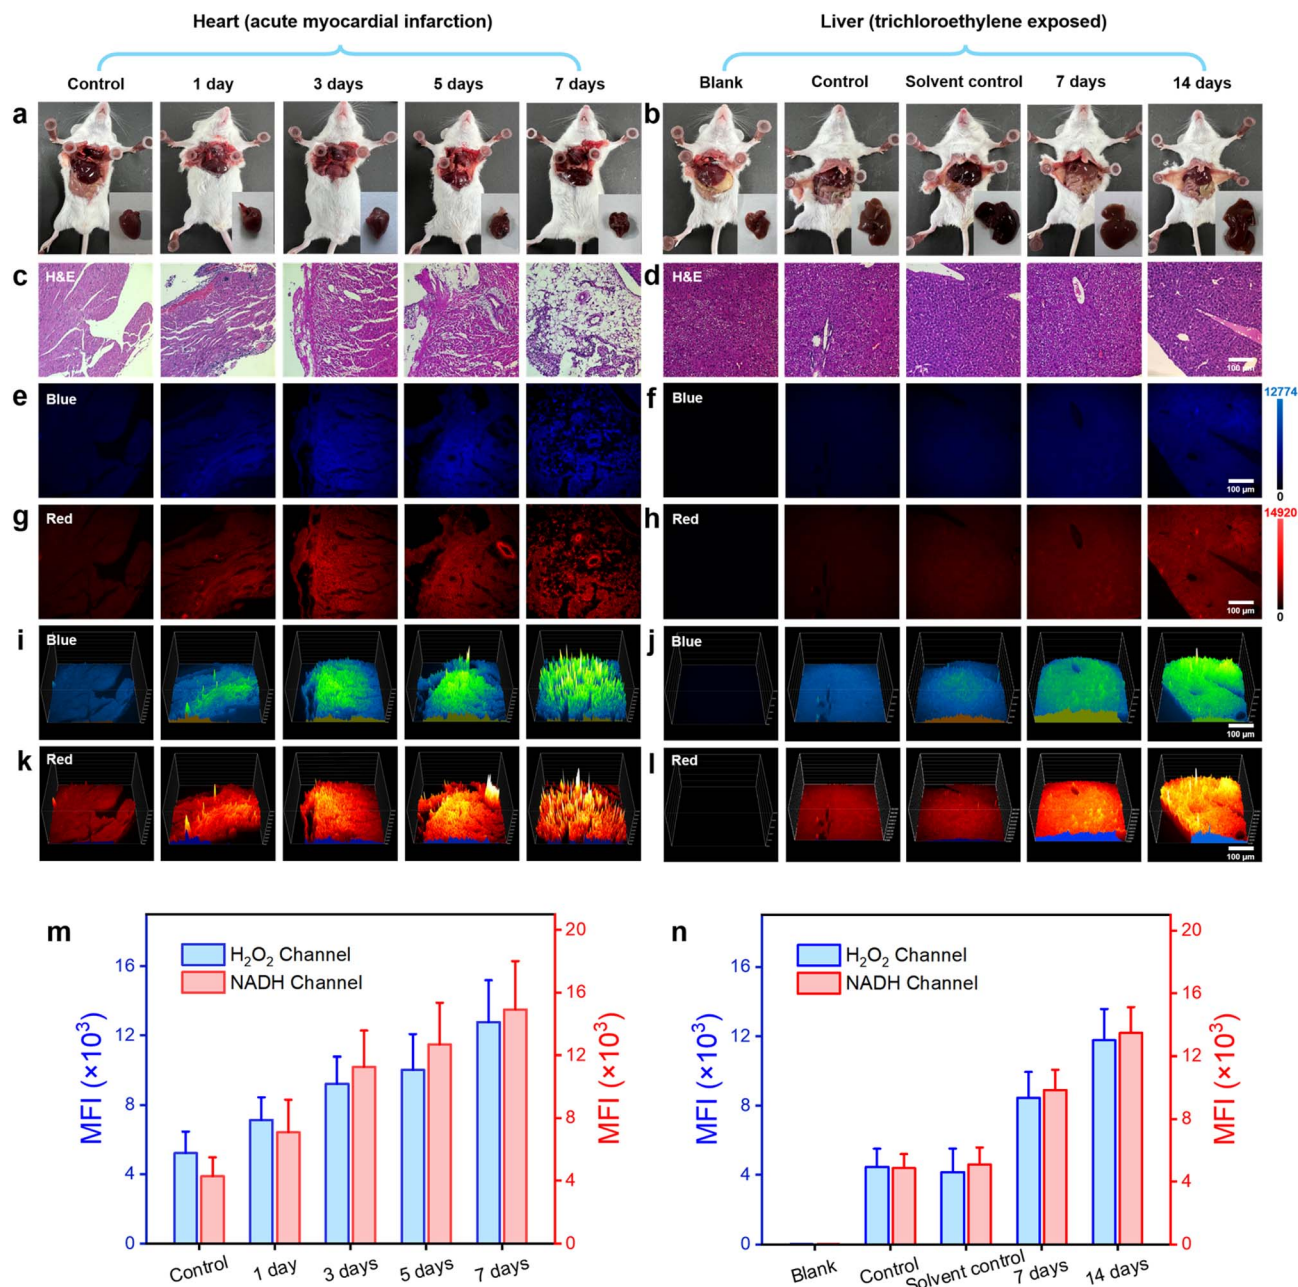 Heart (acute myocardial infarction)
Liver (trichloroethylene exposed)
Control 1 day 3 days 5 days 7 days
Blank Control Solvent control 7 days 14 days
a
b
c H&E
d H&E
100 µm
e Blue
f Blue
100 µm
12774
0
g Red
h Red
100 µm
14920
0
i Blue
j Blue
100 µm
k Red
l Red
100 µm
m
H₂O₂ Channel
NADH Channel
MFI (×10³)
16
12
8
4
0
MFI (×10³)
20
16
12
8
4
0
Control 1 day 3 days 5 days 7 days
n
H₂O₂ Channel
NADH Channel
MFI (×10³)
16
12
8
4
0
MFI (×10³)
20
16
12
8
4
0
Blank Control Solvent control 7 days 14 days